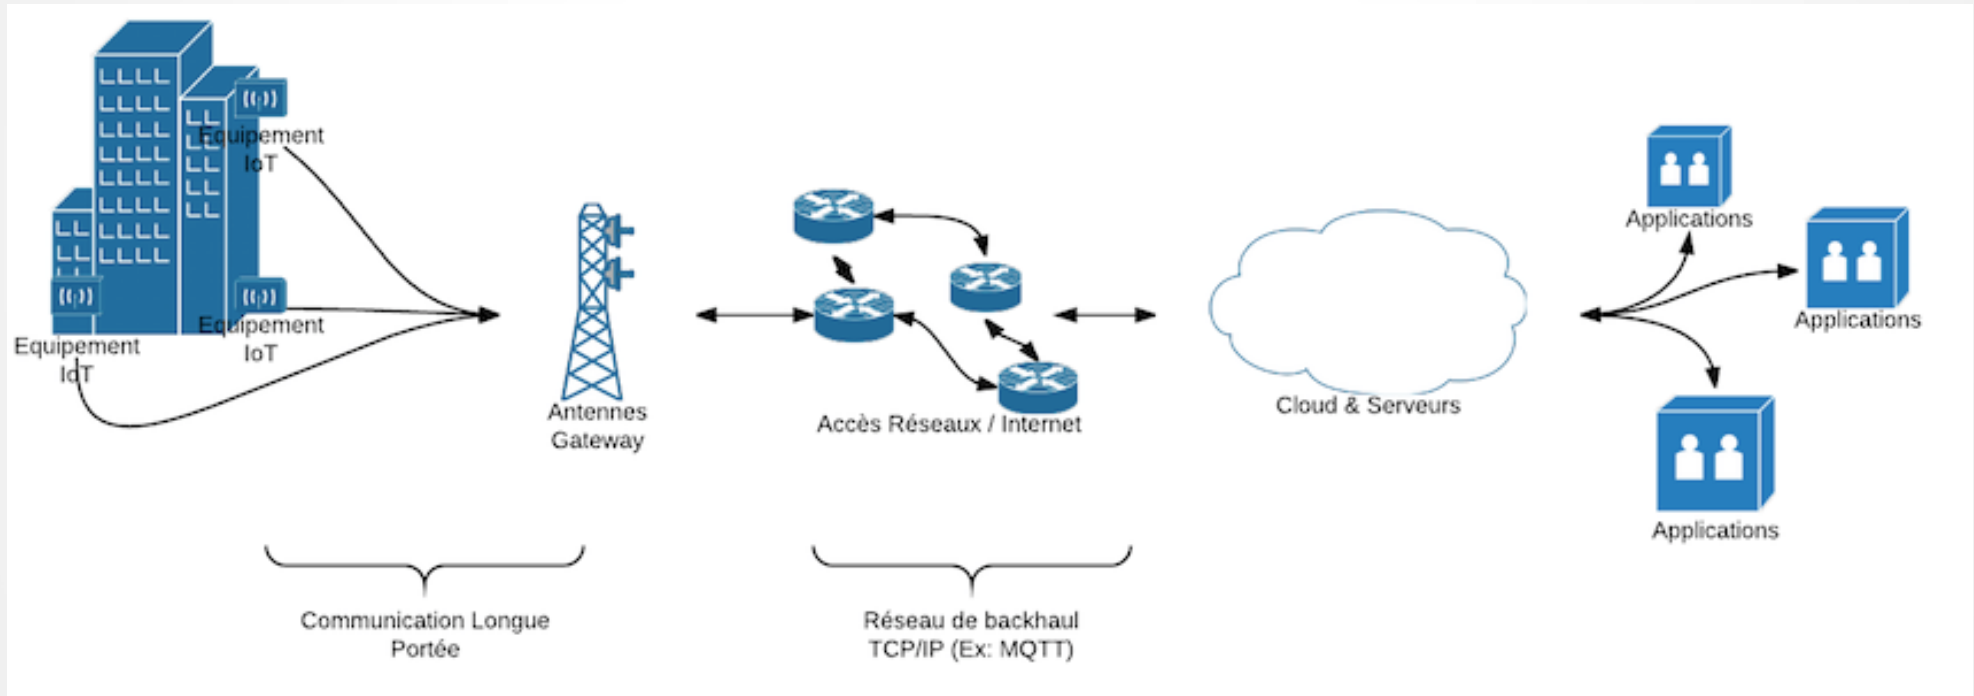 Equipement
IoT
Equipement
IoT
Equipement
IoT
Antennes
Gateway
Accès Réseaux / Internet
Cloud & Serveurs
Applications
Applications
Applications
Communication Longue
Portée
Réseau de backhaul
TCP/IP (Ex: MQTT)